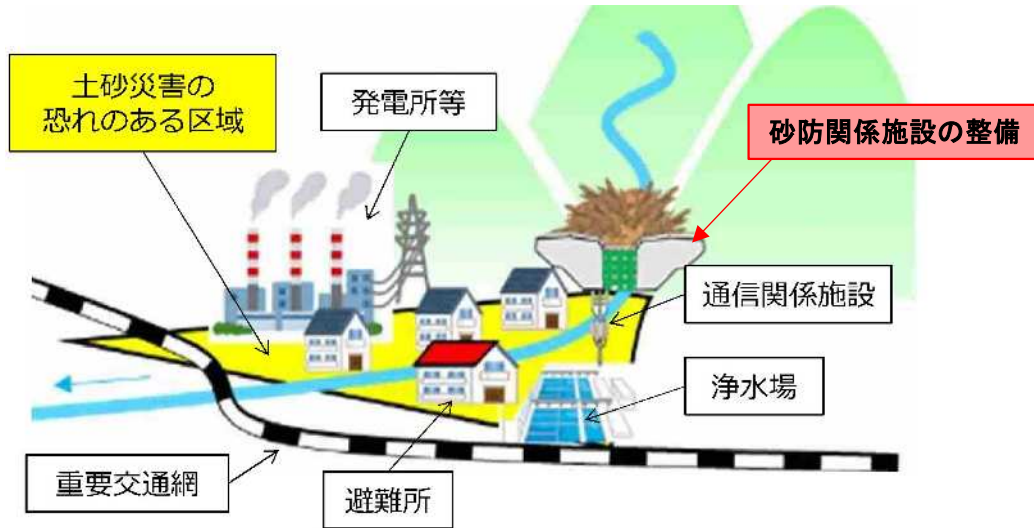 土砂災害の
恐れのある区域
発電所等
砂防関係施設の整備
通信関係施設
浄水場
重要交通網
避難所